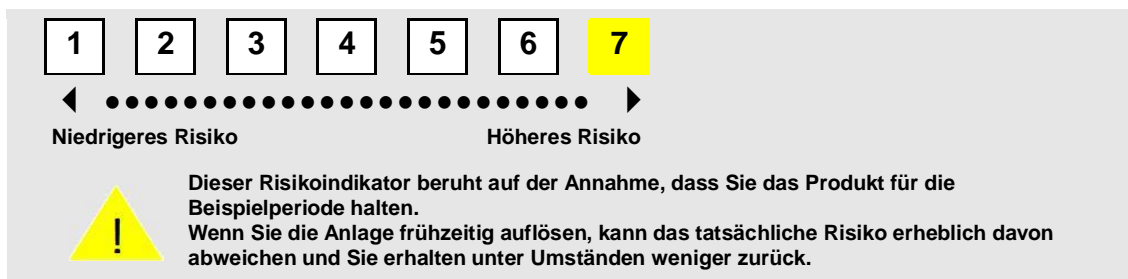 1 2 3 4 5 6 7
Niedrigeres Risiko Höheres Risiko
Dieser Risikoindikator beruht auf der Annahme, dass Sie das Produkt für die
Beispielperiode halten.
! Wenn Sie die Anlage frühzeitig auflösen, kann das tatsächliche Risiko erheblich davon
abweichen und Sie erhalten unter Umständen weniger zurück.